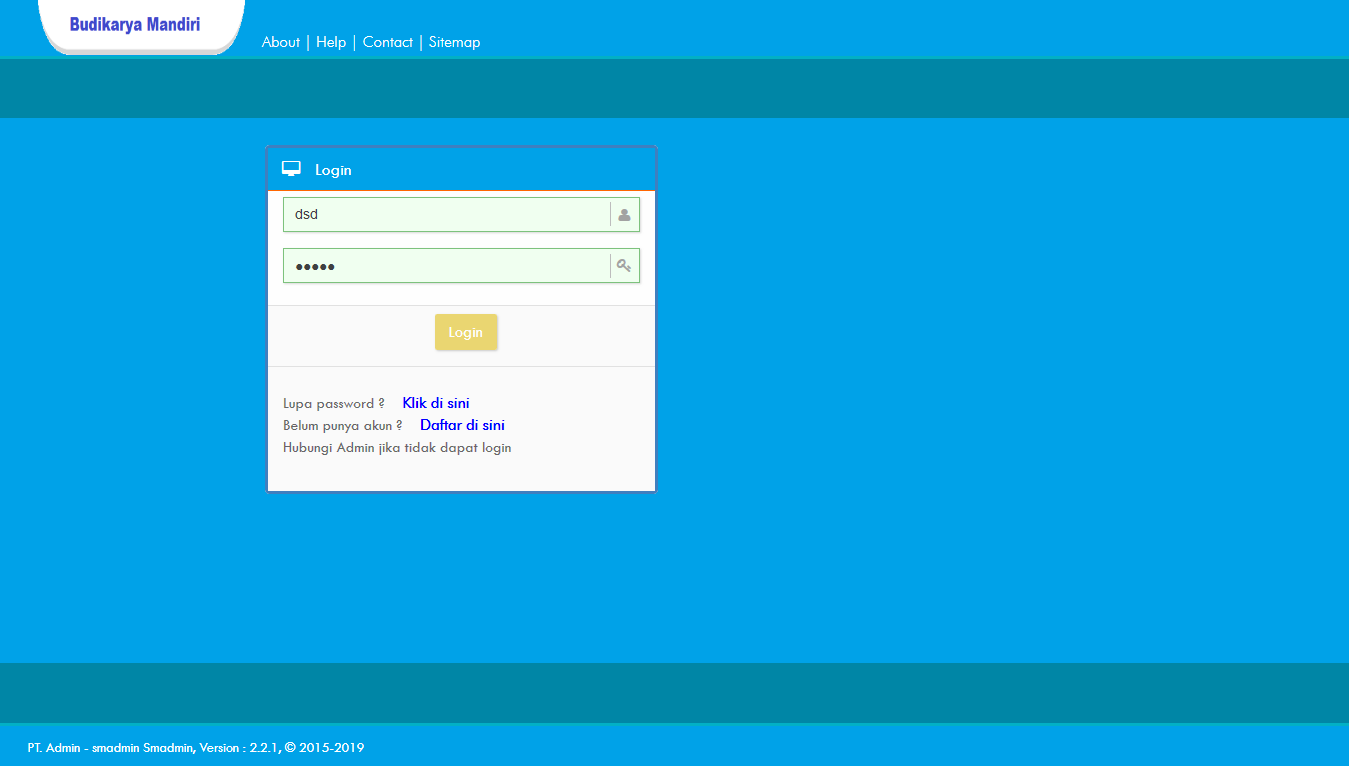 Budikarya Mandiri
About | Help | Contact | Sitemap
Login
dsd
●●●●●
Login
Lupa password ? Klik di sini
Belum punya akun ? Daftar di sini
Hubungi Admin jika tidak dapat login
PT. Admin - smadmin Smadmin, Version : 2.2.1, © 2015-2019